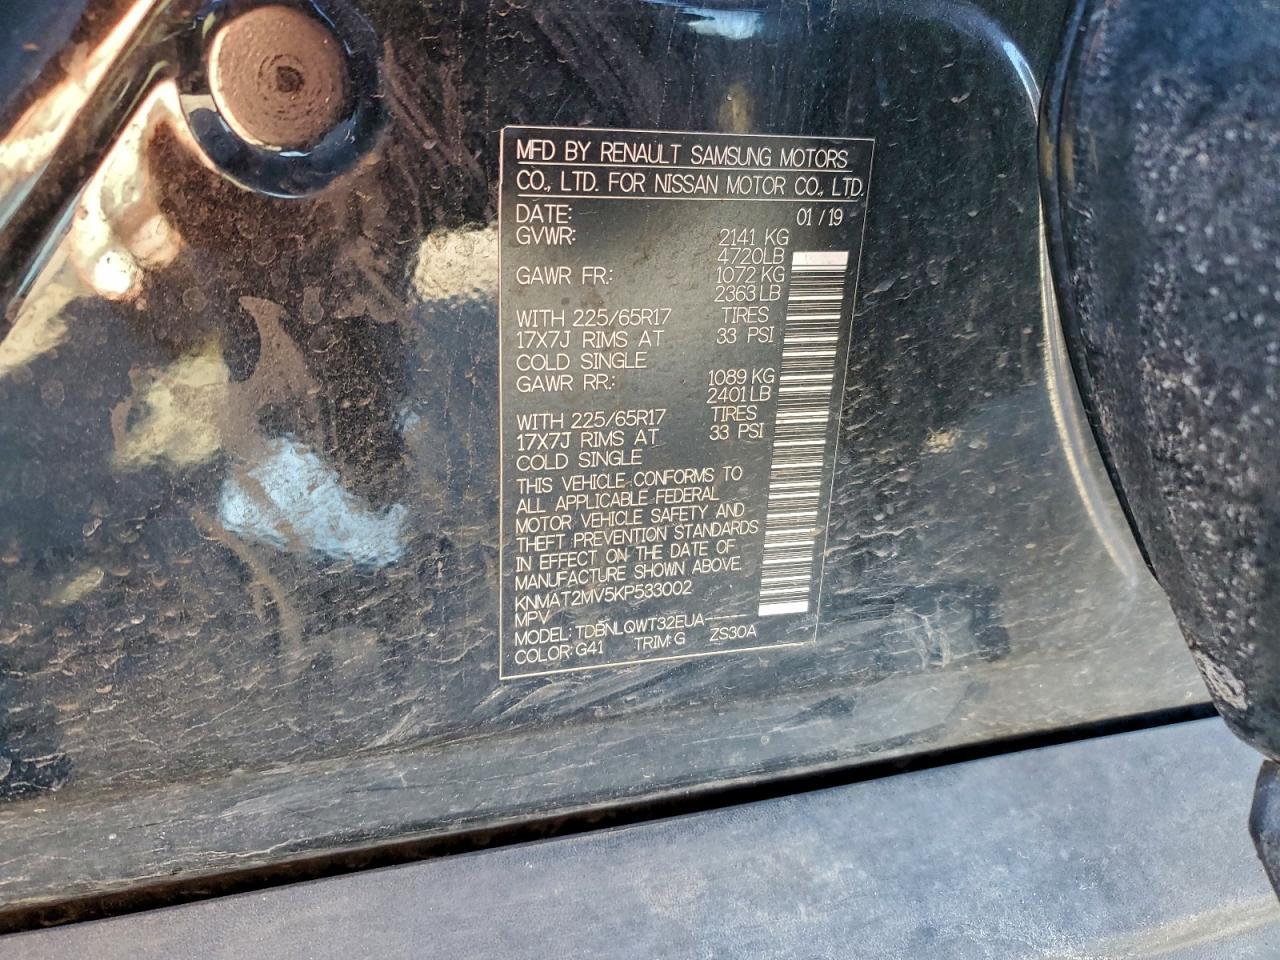 MFD BY RENAULT SAMSUNG MOTORS
CO., LTD. FOR NISSAN MOTOR CO., LTD.
DATE: 01 / 19
GVWR: 2141 KG
4720LB
GAWR FR: 1072 KG
2363 LB
WITH 225/65R17 TIRES
17X7J RIMS AT 33 PSI
COLD SINGLE
GAWR RR: 1089 KG
2401 LB
WITH 225/65R17 TIRES
17X7J RIMS AT 33 PSI
COLD SINGLE
THIS VEHICLE CONFORMS TO
ALL APPLICABLE FEDERAL
MOTOR VEHICLE SAFETY AND
THEFT PREVENTION STANDARDS
IN EFFECT ON THE DATE OF
MANUFACTURE SHOWN ABOVE.
KNMAT2MV5KP533002
MPV
MODEL: TDBNLQWT32EUA------
COLOR: G41 TRIM: G ZS30A